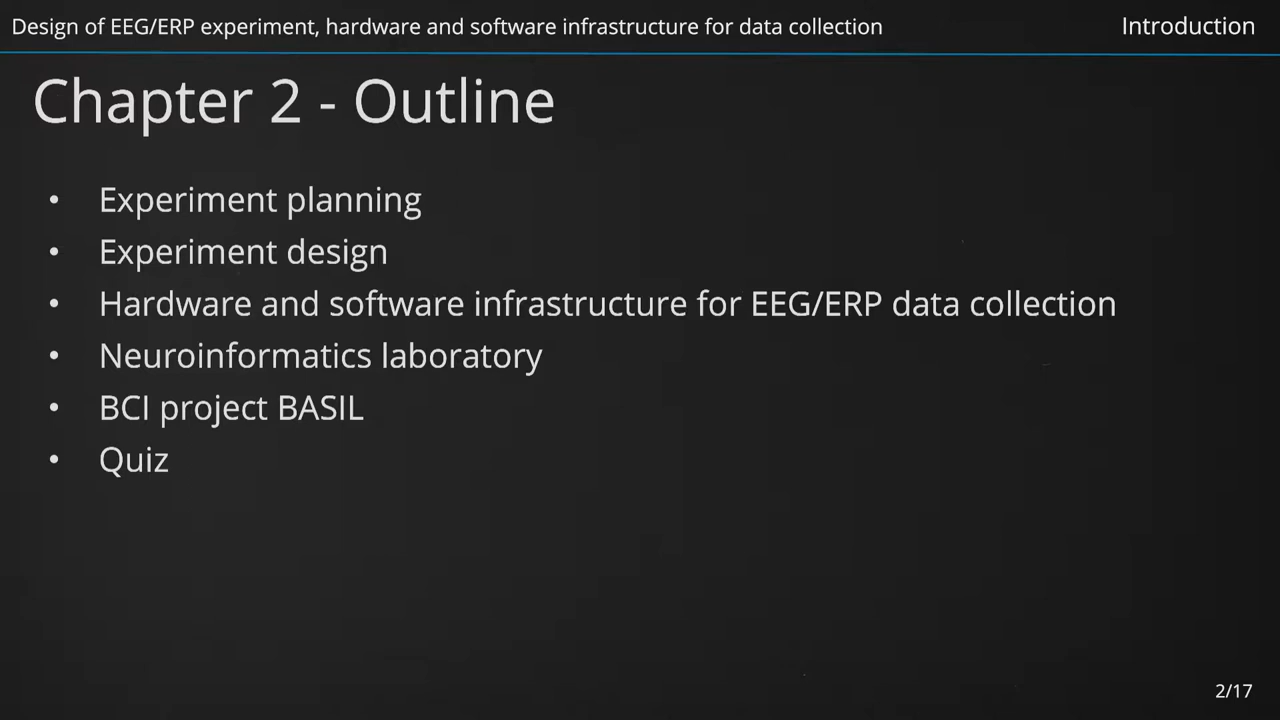 Design of EEG/ERP experiment, hardware and software infrastructure for data collection
Introduction
Chapter 2 - Outline
• Experiment planning
• Experiment design
• Hardware and software infrastructure for EEG/ERP data collection
• Neuroinformatics laboratory
• BCI project BASIL
• Quiz
2/17